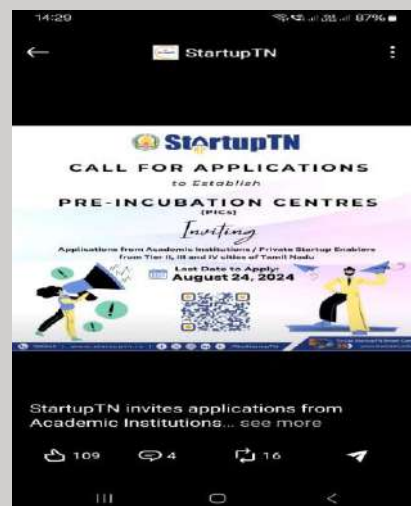 14:29
87%
StartupTN
StartupTN
CALL FOR APPLICATIONS
to Establish
PRE-INCUBATION CENTRES
(PICs)
Inviting
Applications from Academic Institutions / Private Startup Enablers
from Tier II, III and IV cities of Tamil Nadu
Last Date to Apply:
August 24, 2024
StartupTN invites applications from
Academic Institutions... see more
109 4 16